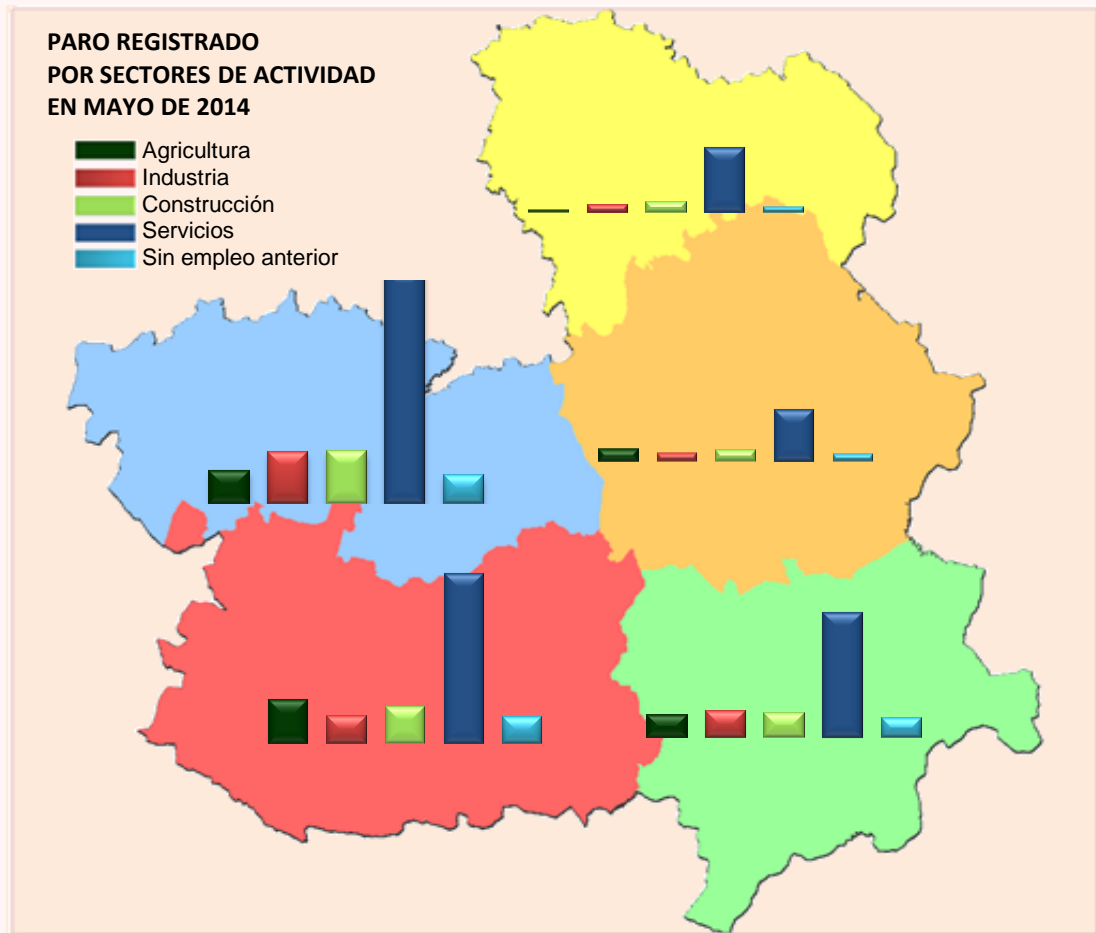 PARO REGISTRADO
POR SECTORES DE ACTIVIDAD
EN MAYO DE 2014
Agricultura
Industria
Construcción
Servicios
Sin empleo anterior